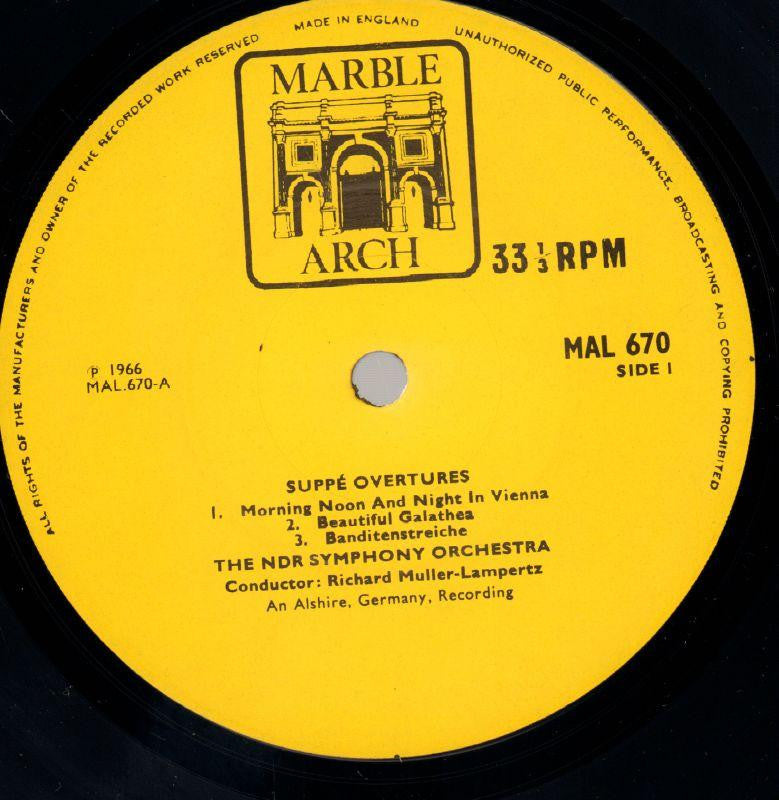 ALL RIGHTS OF THE MANUFACTURERS AND OWNER OF THE RECORDED WORK RESERVED
MADE IN ENGLAND
UNAUTHORIZED PUBLIC PERFORMANCE, BROADCASTING AND COPYING PROHIBITED
MARBLE
ARCH
33 1/3 RPM
MAL 670
SIDE 1
℗ 1966
MAL.670-A
SUPPÉ OVERTURES
1. Morning Noon And Night In Vienna
2. Beautiful Galathea
3. Banditenstreiche
THE NDR SYMPHONY ORCHESTRA
Conductor: Richard Muller-Lampertz
An Alshire, Germany, Recording